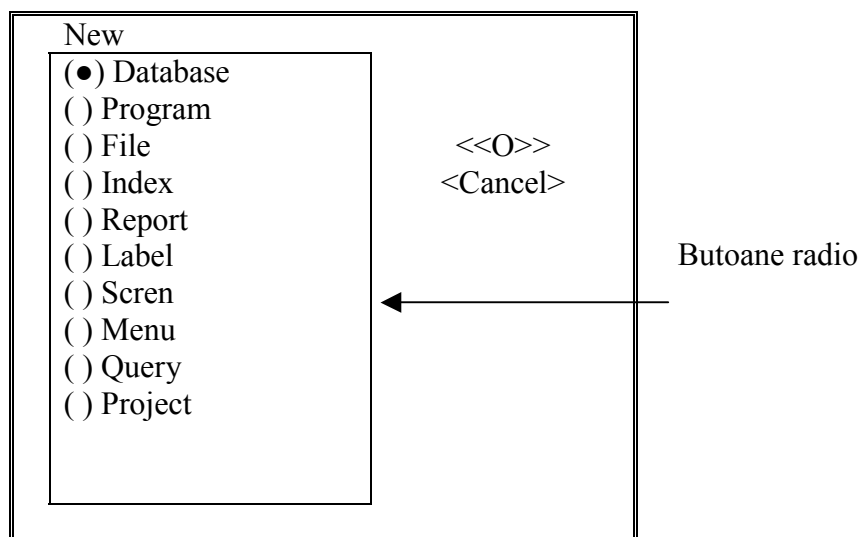 New
(●) Database
( ) Program
( ) File
( ) Index
( ) Report
( ) Label
( ) Scren
( ) Menu
( ) Query
( ) Project
<<O>>
<Cancel>
Butoane radio